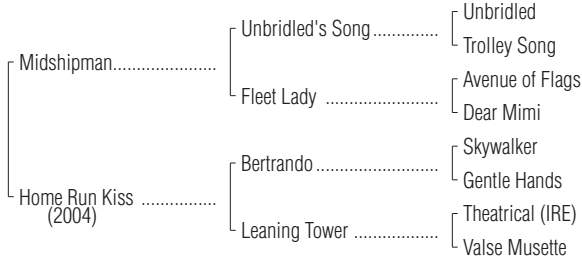 Unbridled
Unbridled's Song..............
Trolley Song
Midshipman......................
Avenue of Flags
Fleet Lady ........................
Dear Mimi
Skywalker
Bertrando..........................
Gentle Hands
Home Run Kiss ................
(2004)
Theatrical (IRE)
Leaning Tower ..................
Valse Musette